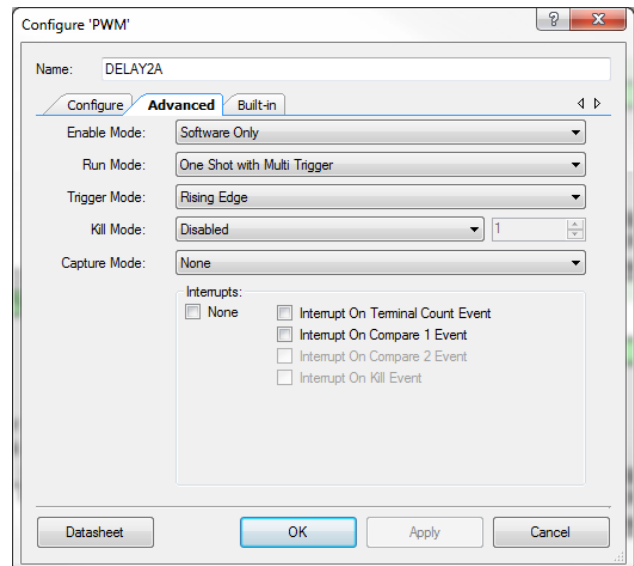 Configure 'PWM'
Name: DELAY2A
Configure Advanced Built-in
Enable Mode: Software Only
Run Mode: One Shot with Multi Trigger
Trigger Mode: Rising Edge
Kill Mode: Disabled 1
Capture Mode: None
Interrupts:
None Interrupt On Terminal Count Event
Interrupt On Compare 1 Event
Interrupt On Compare 2 Event
Interrupt On Kill Event
Datasheet OK Apply Cancel